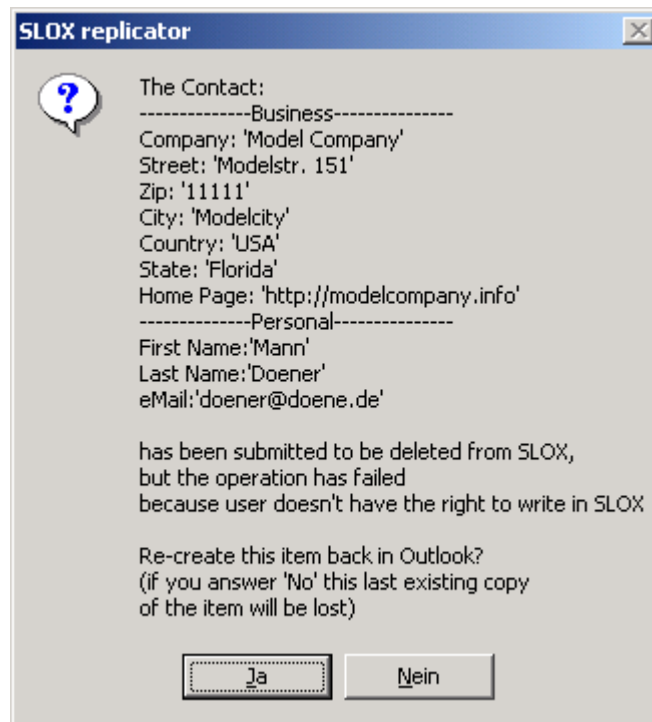 SLOX replicator
The Contact:
--------------Business---------------
Company: 'Model Company'
Street: 'Modelstr. 151'
Zip: '11111'
City: 'Modelcity'
Country: 'USA'
State: 'Florida'
Home Page: 'http://modelcompany.info'
--------------Personal---------------
First Name:'Mann'
Last Name:'Doener'
eMail:'doener@doene.de'
has been submitted to be deleted from SLOX,
but the operation has failed
because user doesn't have the right to write in SLOX
Re-create this item back in Outlook?
(if you answer 'No' this last existing copy
of the item will be lost)
Ja
Nein